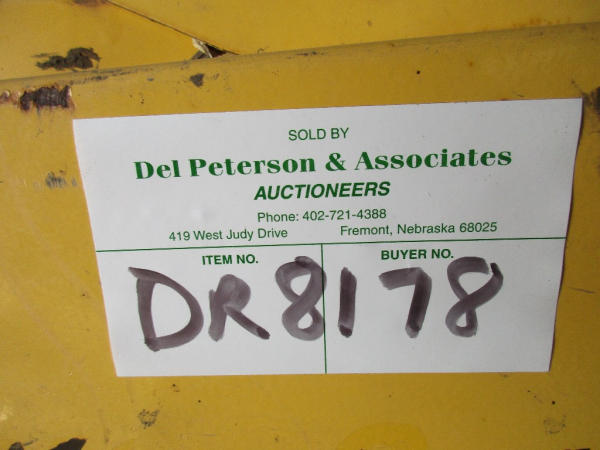 SOLD BY
Del Peterson & Associates
AUCTIONEERS
Phone: 402-721-4388
419 West Judy Drive Fremont, Nebraska 68025
ITEM NO. BUYER NO.
DR8178